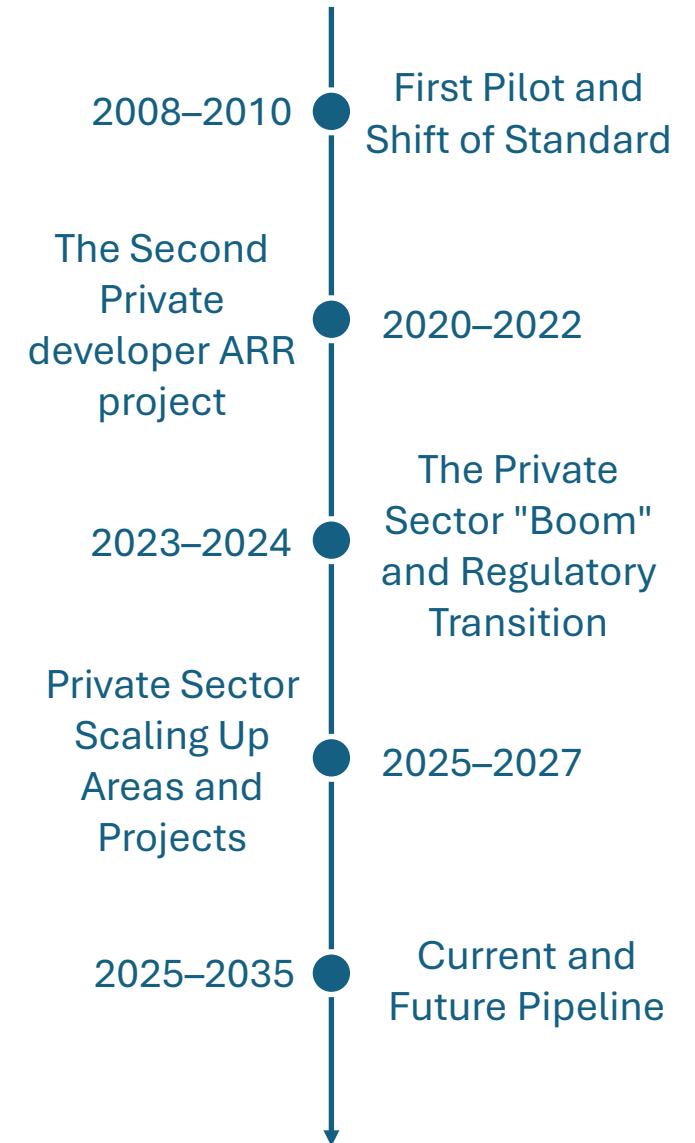 2008–2010
First Pilot and
Shift of Standard
The Second
Private
developer ARR
project
2020–2022
2023–2024
The Private
Sector "Boom"
and Regulatory
Transition
Private Sector
Scaling Up
Areas and
Projects
2025–2027
2025–2035
Current and
Future Pipeline